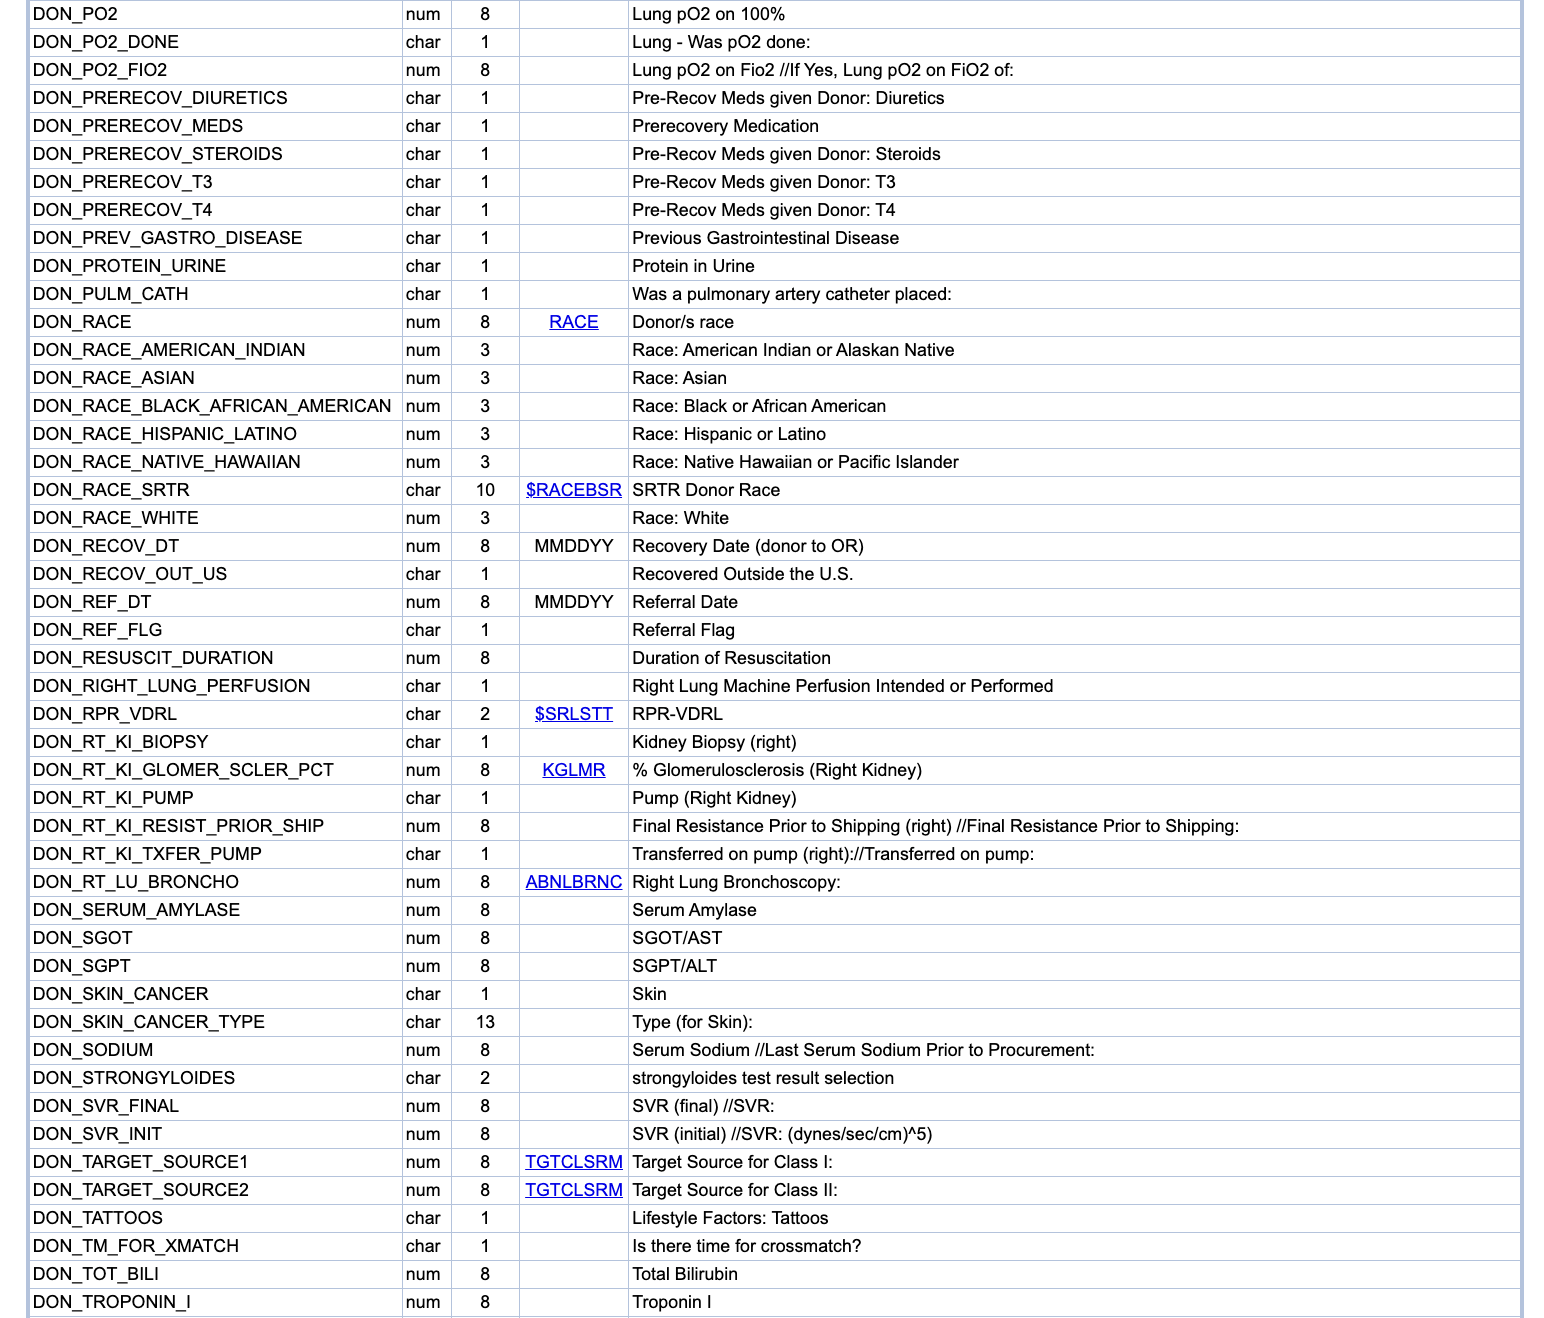 DON_PO2 num 8 Lung pO2 on 100%
DON_PO2_DONE char 1 Lung - Was pO2 done:
DON_PO2_FIO2 num 8 Lung pO2 on Fio2 //If Yes, Lung pO2 on FiO2 of:
DON_PRERECOV_DIURETICS char 1 Pre-Recov Meds given Donor: Diuretics
DON_PRERECOV_MEDS char 1 Prerecovery Medication
DON_PRERECOV_STEROIDS char 1 Pre-Recov Meds given Donor: Steroids
DON_PRERECOV_T3 char 1 Pre-Recov Meds given Donor: T3
DON_PRERECOV_T4 char 1 Pre-Recov Meds given Donor: T4
DON_PREV_GASTRO_DISEASE char 1 Previous Gastrointestinal Disease
DON_PROTEIN_URINE char 1 Protein in Urine
DON_PULM_CATH char 1 Was a pulmonary artery catheter placed:
DON_RACE num 8 RACE Donor/s race
DON_RACE_AMERICAN_INDIAN num 3 Race: American Indian or Alaskan Native
DON_RACE_ASIAN num 3 Race: Asian
DON_RACE_BLACK_AFRICAN_AMERICAN num 3 Race: Black or African American
DON_RACE_HISPANIC_LATINO num 3 Race: Hispanic or Latino
DON_RACE_NATIVE_HAWAIIAN num 3 Race: Native Hawaiian or Pacific Islander
DON_RACE_SRTR char 10 $RACEBSR SRTR Donor Race
DON_RACE_WHITE num 3 Race: White
DON_RECOV_DT num 8 MMDDYY Recovery Date (donor to OR)
DON_RECOV_OUT_US char 1 Recovered Outside the U.S.
DON_REF_DT num 8 MMDDYY Referral Date
DON_REF_FLG char 1 Referral Flag
DON_RESUSCIT_DURATION num 8 Duration of Resuscitation
DON_RIGHT_LUNG_PERFUSION char 1 Right Lung Machine Perfusion Intended or Performed
DON_RPR_VDRL char 2 $SRLSTT RPR-VDRL
DON_RT_KI_BIOPSY char 1 Kidney Biopsy (right)
DON_RT_KI_GLOMER_SCLER_PCT num 8 KGLMR % Glomerulosclerosis (Right Kidney)
DON_RT_KI_PUMP char 1 Pump (Right Kidney)
DON_RT_KI_RESIST_PRIOR_SHIP num 8 Final Resistance Prior to Shipping (right) //Final Resistance Prior to Shipping:
DON_RT_KI_TXFER_PUMP char 1 Transferred on pump (right)://Transferred on pump:
DON_RT_LU_BRONCHO num 8 ABNLBRNC Right Lung Bronchoscopy:
DON_SERUM_AMYLASE num 8 Serum Amylase
DON_SGOT num 8 SGOT/AST
DON_SGPT num 8 SGPT/ALT
DON_SKIN_CANCER char 1 Skin
DON_SKIN_CANCER_TYPE char 13 Type (for Skin):
DON_SODIUM num 8 Serum Sodium //Last Serum Sodium Prior to Procurement:
DON_STRONGYLOIDES char 2 strongyloides test result selection
DON_SVR_FINAL num 8 SVR (final) //SVR:
DON_SVR_INIT num 8 SVR (initial) //SVR: (dynes/sec/cm)^5)
DON_TARGET_SOURCE1 num 8 TGTCLSRM Target Source for Class I:
DON_TARGET_SOURCE2 num 8 TGTCLSRM Target Source for Class II:
DON_TATTOOS char 1 Lifestyle Factors: Tattoos
DON_TM_FOR_XMATCH char 1 Is there time for crossmatch?
DON_TOT_BILI num 8 Total Bilirubin
DON_TROPONIN_I num 8 Troponin I